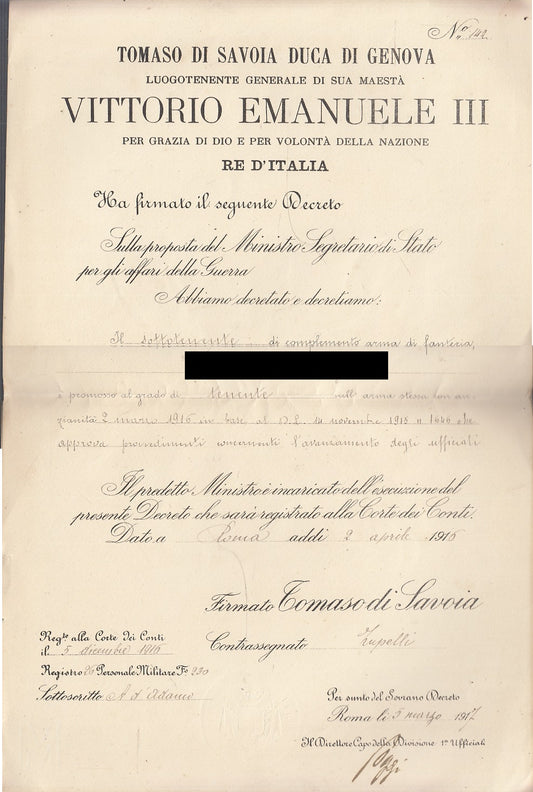 No 142
TOMASO DI SAVOIA DUCA DI GENOVA
LUOGOTENENTE GENERALE DI SUA MAESTÀ
VITTORIO EMANUELE III
PER GRAZIA DI DIO E PER VOLONTÀ DELLA NAZIONE
RE D'ITALIA
Ha firmato il seguente Decreto
Sulla proposta del Ministro Segretario di Stato
per gli affari della Guerra
Abbiamo decretato e decretiamo:
Il sottotenente di complemento arma di fanteria,
è promosso al grado di tenente nell'arma stessa con an-
zianità 2 marzo 1916 in base al D.L. 14 novembre 1915 n 1646 che
approva provvedimenti concernenti l'avanzamento degli ufficiali
Il predetto Ministro è incaricato dell'esecuzione del
presente Decreto che sarà registrato alla Corte dei Conti.
Dato a Roma addì 2 aprile 1916
Firmato Tomaso di Savoia
Regto alla Corte dei Conti
il 5 dicembre 1916
Contrassegnato Zupelli
Registro 26 Personale Militare Fo 230
Sottoscritto A. d'Adamo
Per sunto del Sovrano Decreto
Roma lì 5 marzo 1917
Il Direttore Capo della Divisione 1a Ufficiali